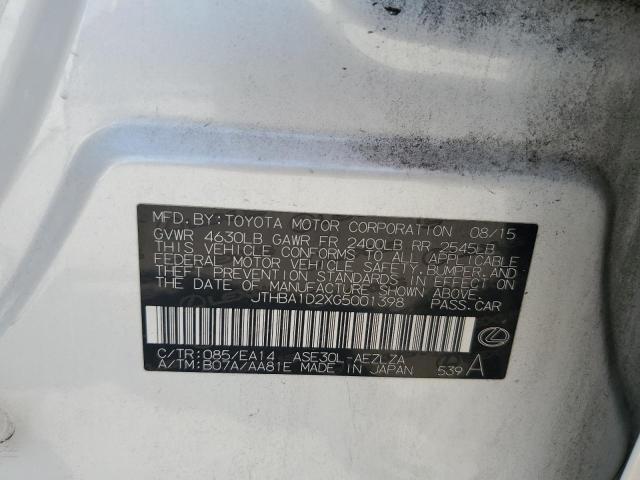 MFD. BY: TOYOTA MOTOR CORPORATION 08/15
GVWR 4630LB GAWR FR 2400LB RR 2545LB
THIS VEHICLE CONFORMS TO ALL APPLICABLE
FEDERAL MOTOR VEHICLE SAFETY, BUMPER, AND
THEFT PREVENTION STANDARDS IN EFFECT ON
THE DATE OF MANUFACTURE SHOWN ABOVE.
JTHBA1D2XG5001398 PASS.CAR
C/TR:085/EA14 ASE30L-AEZLZA
A/TM:B07A/AA81E MADE IN JAPAN 539 A